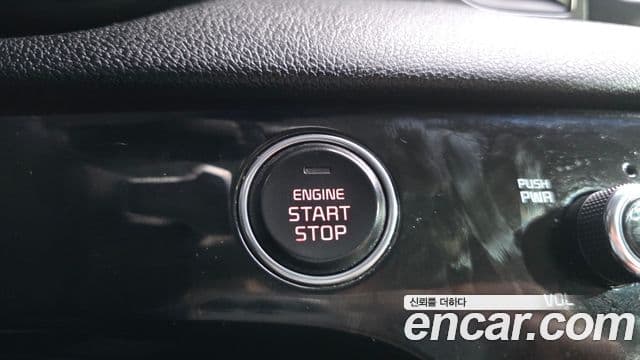 ENGINE
START
STOP
PUSH
PWR
VOL
신뢰를 더하다
encar.com